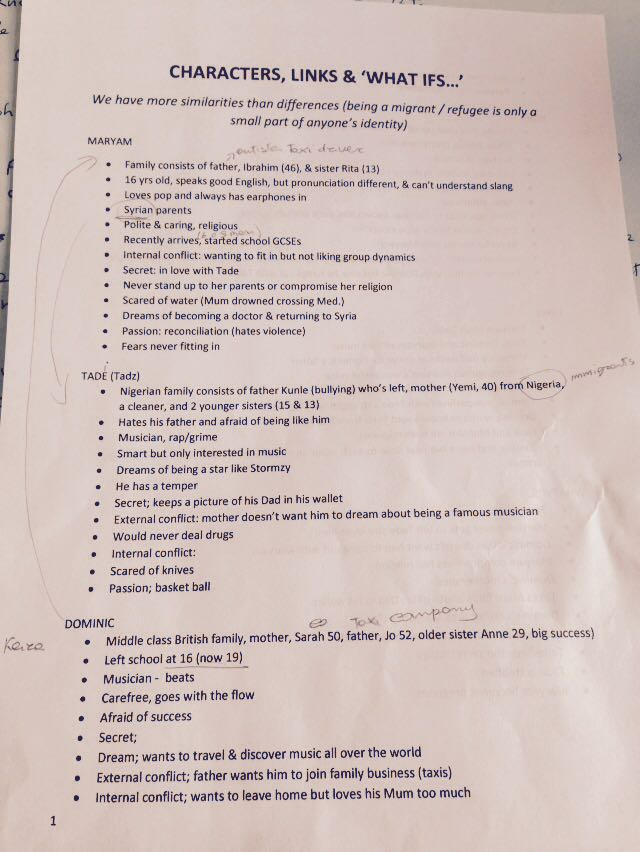 CHARACTERS, LINKS & 'WHAT IFS...'
We have more similarities than differences (being a migrant / refugee is only a
small part of anyone's identity)
MARYAM
Taxi driver
• Family consists of father, Ibrahim (46), & sister Rita (13)
• 16 yrs old, speaks good English, but pronunciation different, & can't understand slang
• Loves pop and always has earphones in
• Syrian parents
• Polite & caring, religious
• Recently arrives, started school GCSEs
• Internal conflict: wanting to fit in but not liking group dynamics
• Secret: in love with Tade
• Never stand up to her parents or compromise her religion
• Scared of water (Mum drowned crossing Med.)
• Dreams of becoming a doctor & returning to Syria
• Passion: reconciliation (hates violence)
• Fears never fitting in
TADE (Tadz)
immigrants
• Nigerian family consists of father Kunle (bullying) who's left, mother (Yemi, 40) from Nigeria,
a cleaner, and 2 younger sisters (15 & 13)
• Hates his father and afraid of being like him
• Musician, rap/grime
• Smart but only interested in music
• Dreams of being a star like Stormzy
• He has a temper
• Secret; keeps a picture of his Dad in his wallet
• External conflict: mother doesn't want him to dream about being a famous musician
• Would never deal drugs
• Internal conflict:
• Scared of knives
• Passion; basket ball
DOMINIC
Taxi company
Keira
• Middle class British family, mother, Sarah 50, father, Jo 52, older sister Anne 29, big success)
• Left school at 16 (now 19)
• Musician - beats
• Carefree, goes with the flow
• Afraid of success
• Secret;
• Dream; wants to travel & discover music all over the world
• External conflict; father wants him to join family business (taxis)
• Internal conflict; wants to leave home but loves his Mum too much
1